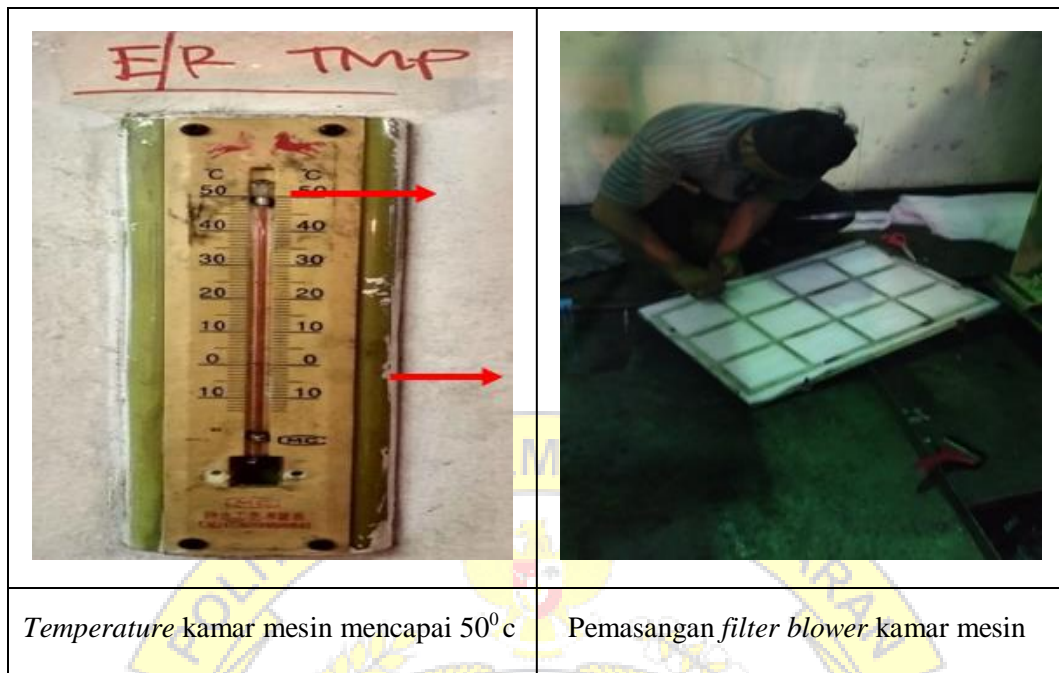 E/R TMP
°C °C
50 50
40 40
30 30
20 20
10 10
0 0
10 10
MC
Temperature kamar mesin mencapai 50⁰ c
Pemasangan filter blower kamar mesin